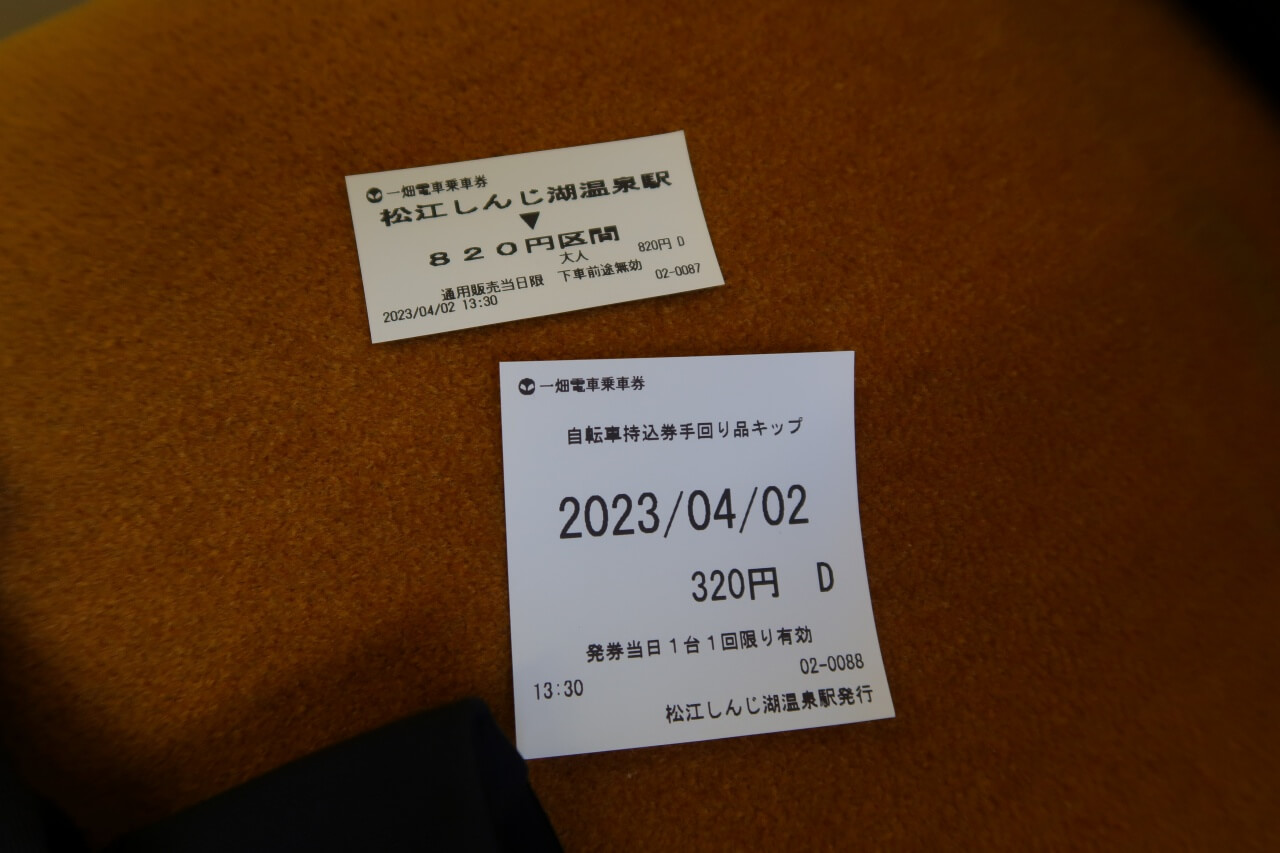 一畑電車乗車券
松江しんじ湖温泉駅
▼
820円区間
大人 820円 D
通用販売当日限 下車前途無効
2023/04/02 13:30 02-0087
一畑電車乗車券
自転車持込券手回り品キップ
2023/04/02
320円 D
発券当日1台1回限り有効
02-0088
13:30
松江しんじ湖温泉駅発行